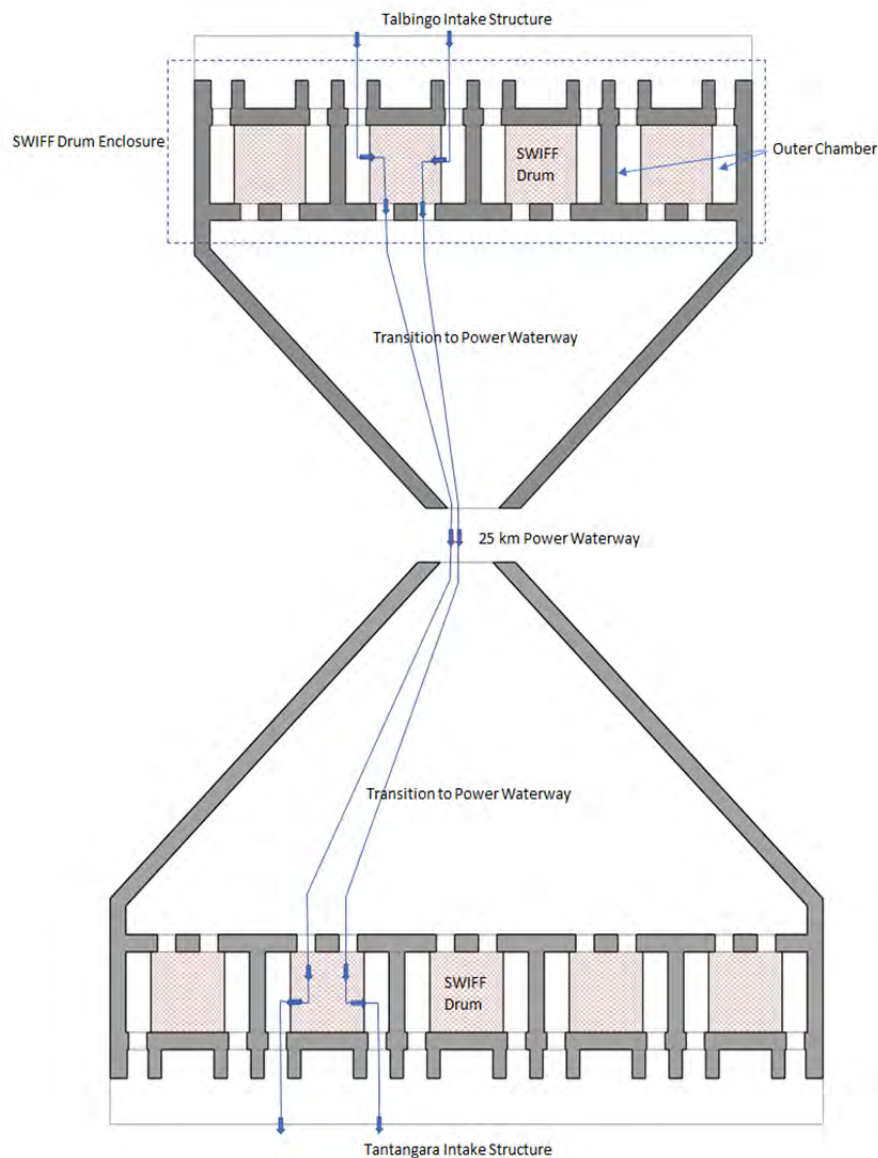 Talbingo Intake Structure
SWIFF Drum Enclosure
SWIFF
Drum
Outer Chamber
Transition to Power Waterway
25 km Power Waterway
Transition to Power Waterway
SWIFF
Drum
Tantangara Intake Structure